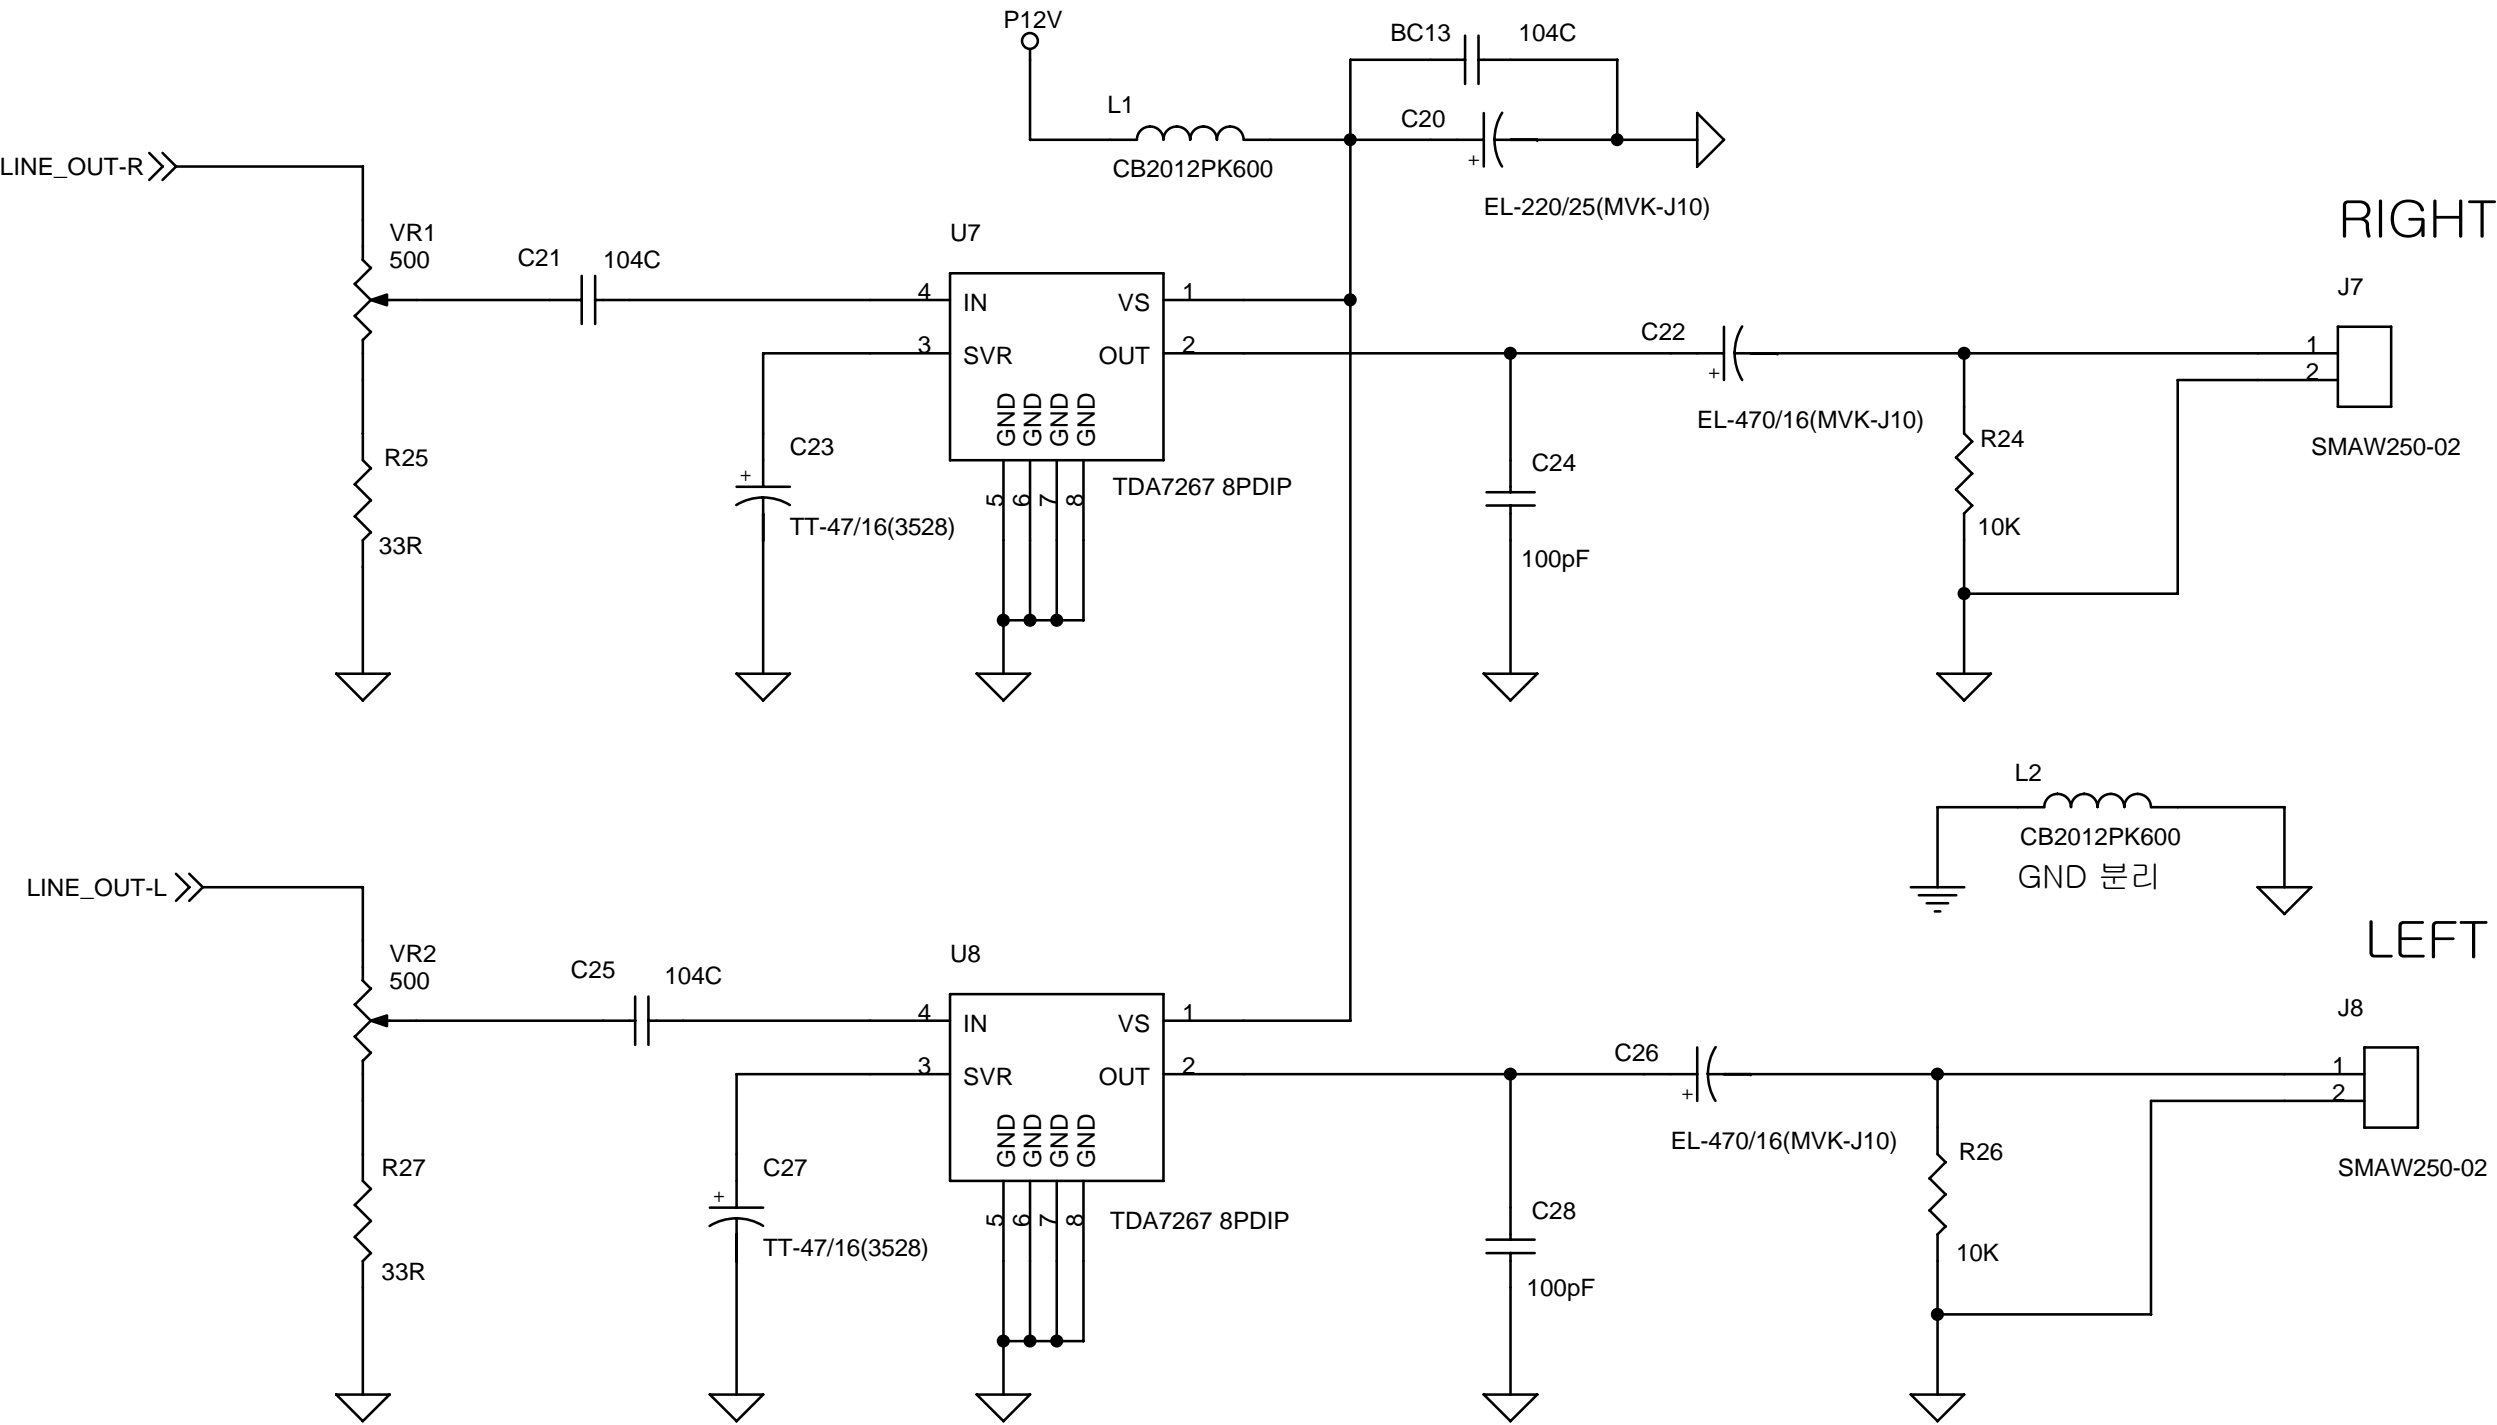 P12V
BC13 104C
L1
C20
CB2012PK600
+
EL-220/25(MVK-J10)
LINE_OUT-R
RIGHT
VR1
500
C21 104C
U7
4 IN
VS 1
3 SVR
OUT 2
GND GND GND GND
5 6 7 8
TDA7267 8PDIP
C22
+
EL-470/16(MVK-J10)
J7
1
2
SMAW250-02
R25
33R
C23
+
TT-47/16(3528)
C24
100pF
R24
10K
L2
CB2012PK600
GND 분리
LINE_OUT-L
LEFT
VR2
500
C25 104C
U8
4 IN
VS 1
3 SVR
OUT 2
GND GND GND GND
5 6 7 8
TDA7267 8PDIP
C26
+
EL-470/16(MVK-J10)
J8
1
2
SMAW250-02
R27
33R
C27
+
TT-47/16(3528)
C28
100pF
R26
10K